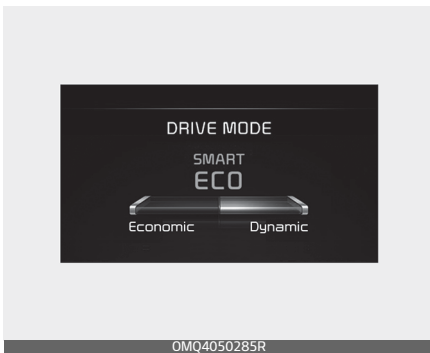 DRIVE MODE
SMART
ECO
Economic Dynamic
OMQ4050285R